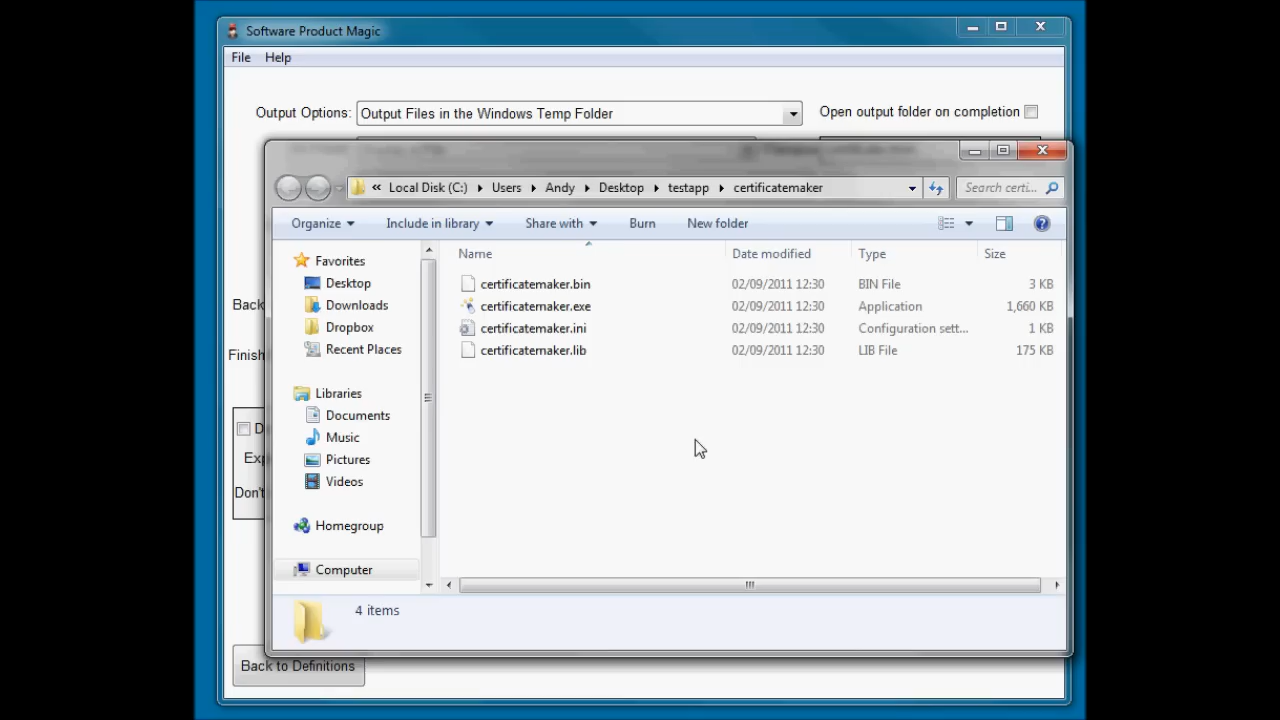 Software Product Magic
File Help
Output Options: Output Files in the Windows Temp Folder Open output folder on completion
« Local Disk (C:) Users Andy Desktop testapp certificatemaker Search certi...
Organize Include in library Share with Burn New folder
Name Date modified Type Size
Favorites
Desktop
Downloads
Dropbox
Recent Places
Libraries
Documents
Music
Pictures
Videos
Homegroup
Computer
certificatemaker.bin 02/09/2011 12:30 BIN File 3 KB
certificatemaker.exe 02/09/2011 12:30 Application 1,660 KB
certificatemaker.ini 02/09/2011 12:30 Configuration sett... 1 KB
certificatemaker.lib 02/09/2011 12:30 LIB File 175 KB
4 items
Back
Finish
D
Exp
Don't
Back to Definitions